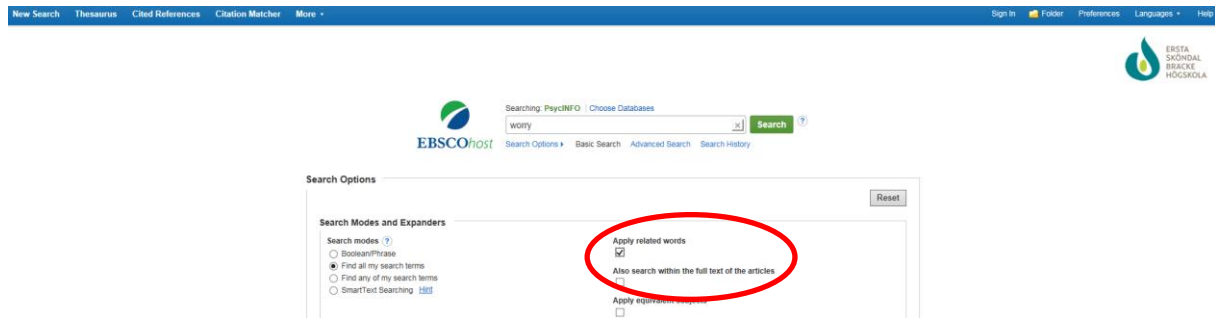 New Search Thesaurus Cited References Citation Matcher More
Sign In Folder Preferences Languages Help
ERSTA
SKÖNDAL
BRÄCKE
HÖGSKOLA
Searching: PsycINFO | Choose Databases
worry Search ?
EBSCOhost
Search Options Basic Search Advanced Search Search History
Search Options
Reset
Search Modes and Expanders
Search modes ?
Boolean/Phrase
Find all my search terms
Find any of my search terms
SmartText Searching Hint
Apply related words
Also search within the full text of the articles
Apply equivalent subjects